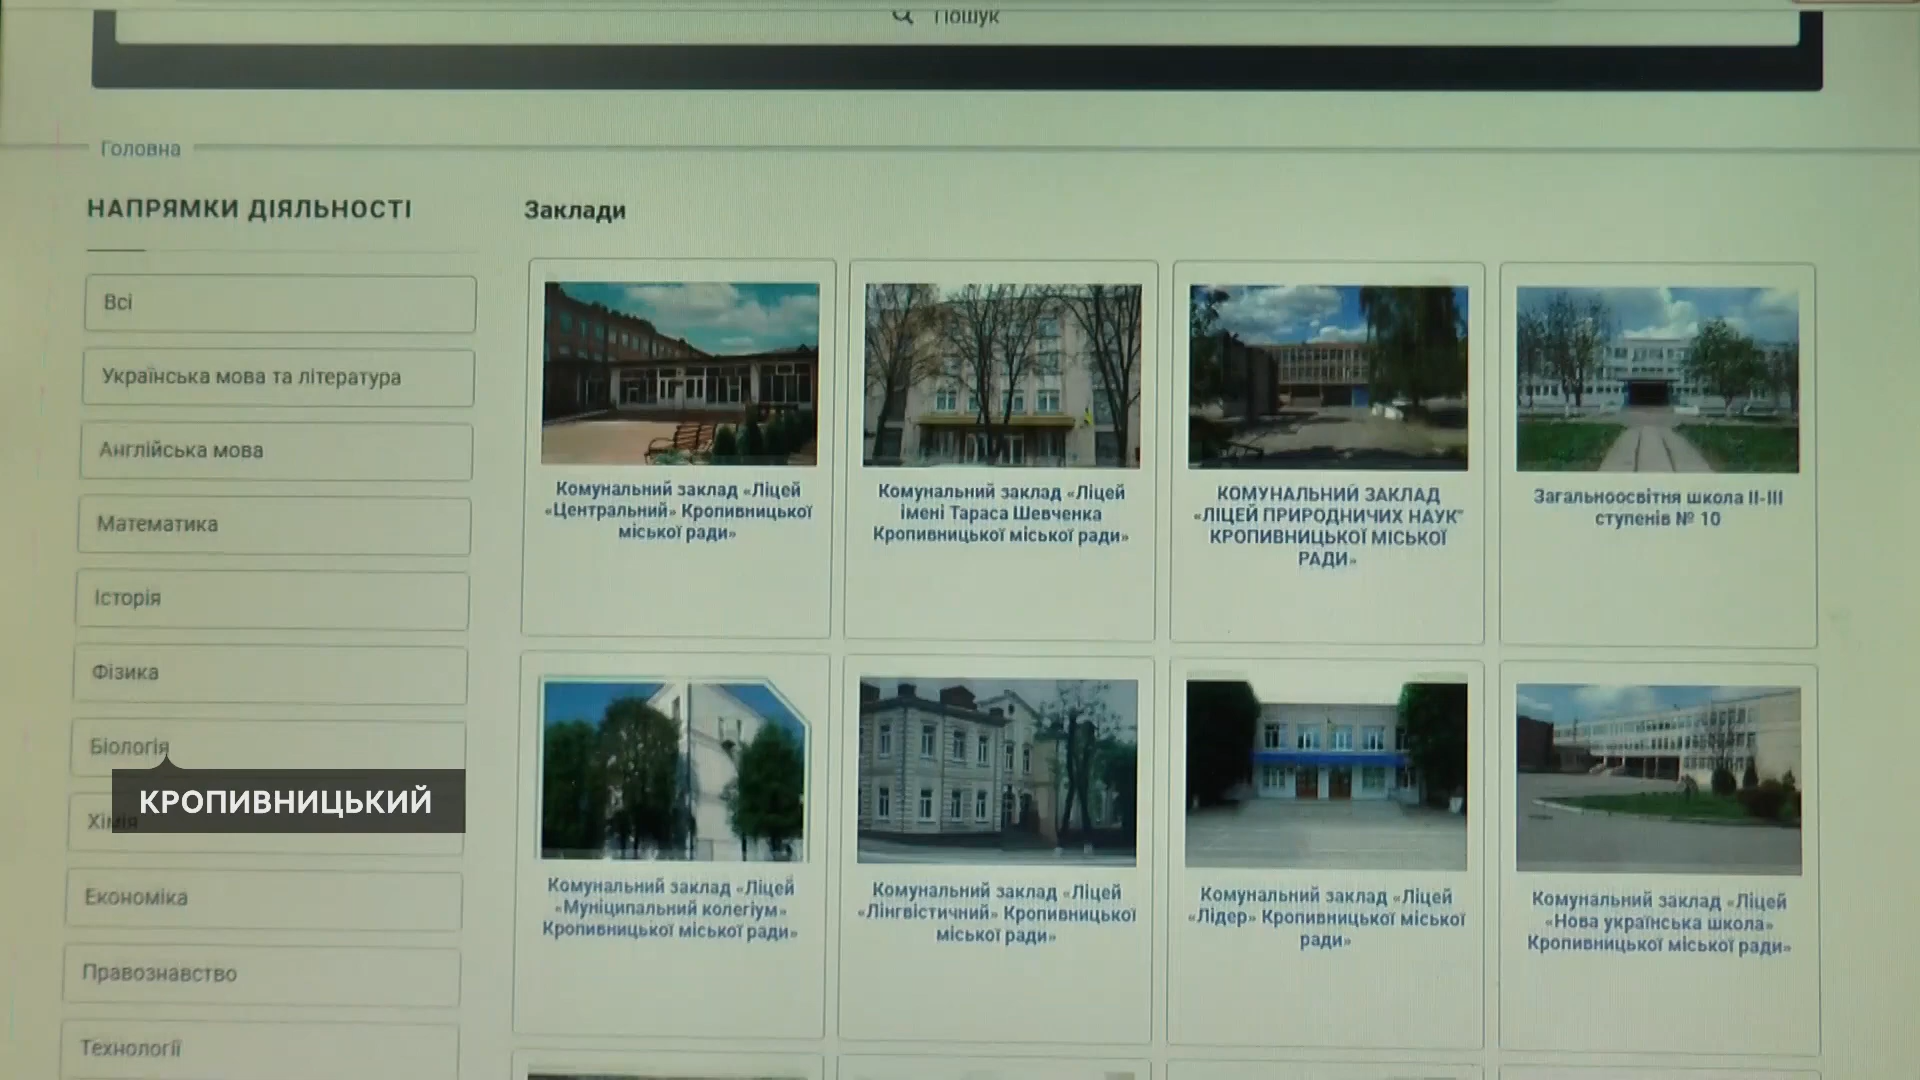 Пошук
Головна
НАПРЯМКИ ДІЯЛЬНОСТІ
Всі
Українська мова та література
Англійська мова
Математика
Історія
Фізика
Біологія
КРОПИВНИЦЬКИЙ
Хімія
Економіка
Правознавство
Технології
Заклади
Комунальний заклад «Ліцей
«Центральний» Кропивницької
міської ради»
Комунальний заклад «Ліцей
імені Тараса Шевченка
Кропивницької міської ради»
КОМУНАЛЬНИЙ ЗАКЛАД
«ЛІЦЕЙ ПРИРОДНИЧИХ НАУК"
КРОПИВНИЦЬКОЇ МІСЬКОЇ
РАДИ»
Загальноосвітня школа ІІ-ІІІ
ступенів № 10
Комунальний заклад «Ліцей
«Муніципальний колегіум»
Кропивницької міської ради»
Комунальний заклад «Ліцей
«Лінгвістичний» Кропивницької
міської ради»
Комунальний заклад «Ліцей
«Лідер» Кропивницької міської
ради»
Комунальний заклад «Ліцей
«Нова українська школа»
Кропивницької міської ради»